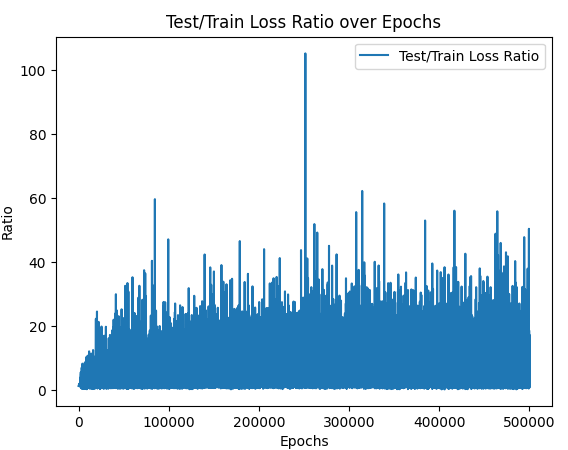 Test/Train Loss Ratio over Epochs
Test/Train Loss Ratio
100
80
60
40
20
0
Ratio
0 100000 200000 300000 400000 500000
Epochs